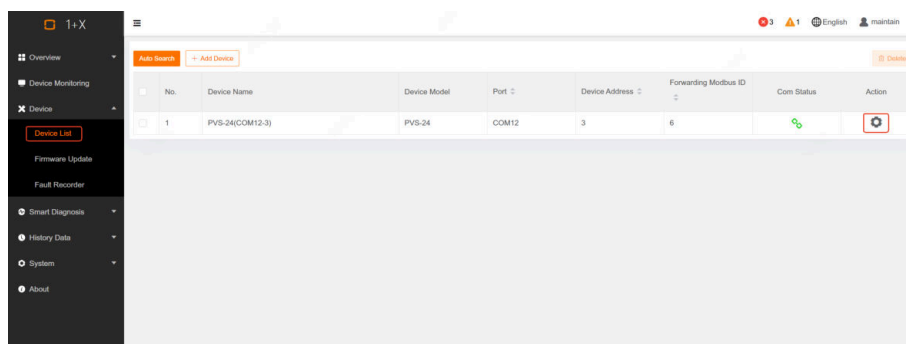 1+X
3
1
English
maintain
Overview
Device Monitoring
Device
Device List
Firmware Update
Fault Recorder
Smart Diagnosis
History Data
System
About
Auto Search
+ Add Device
Delete
No.
Device Name
Device Model
Port
Device Address
Forwarding Modbus ID
Com Status
Action
1
PVS-24(COM12-3)
PVS-24
COM12
3
6